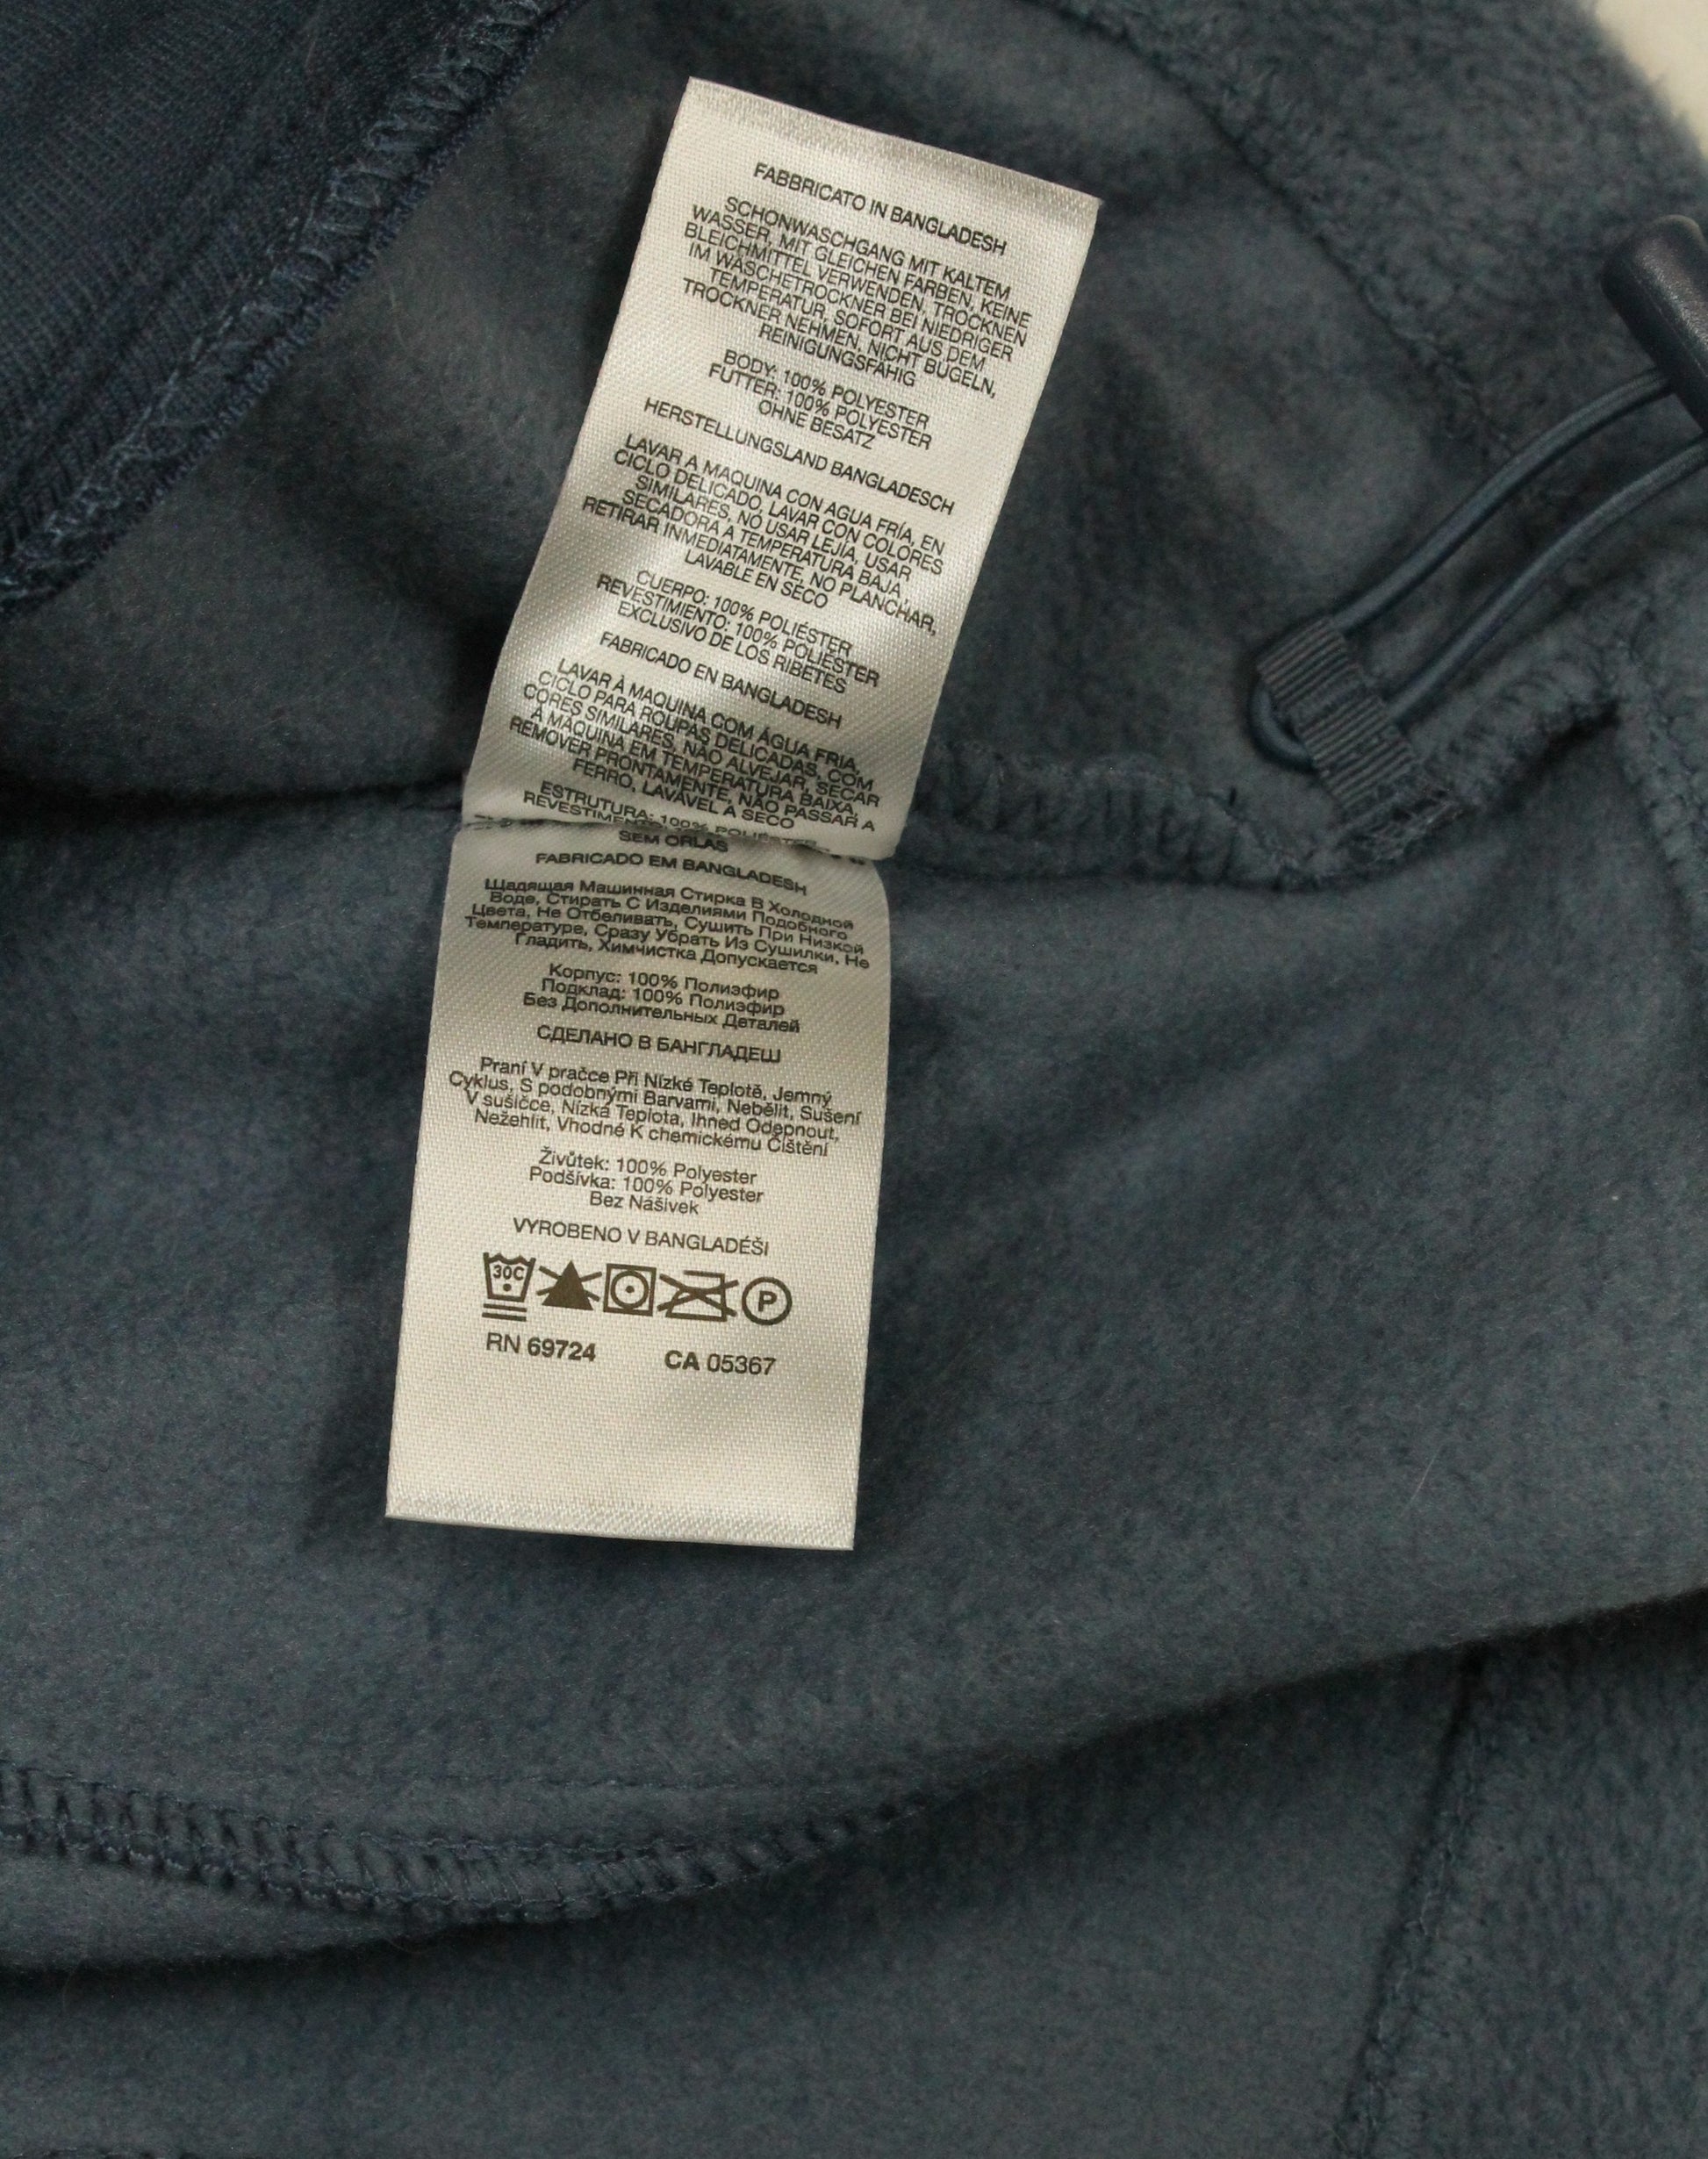 FABBRICATO IN BANGLADESH
SCHONWASCHGANG MIT KALTEM
WASSER, MIT GLEICHEN FARBEN, KEINE
BLEICHMITTEL VERWENDEN, TROCKNEN
IM WÄSCHETROCKNER BEI NIEDRIGER
TEMPERATUR, SOFORT AUS DEM
TROCKNER NEHMEN, NICHT BÜGELN,
REINIGUNGSFÄHIG
BODY: 100% POLYESTER
FUTTER: 100% POLYESTER
OHNE BESATZ
HERSTELLUNGSLAND BANGLADESCH
LAVAR A MAQUINA CON AGUA FRÍA, EN
CICLO DELICADO, LAVAR CON COLORES
SIMILARES, NO USAR LEJÍA, USAR
SECADORA A TEMPERATURA BAJA,
RETIRAR INMEDIATAMENTE, NO PLANCHAR,
LAVABLE EN SECO
CUERPO: 100% POLIÉSTER
REVESTIMIENTO: 100% POLIÉSTER
EXCLUSIVO DE LOS RIBETES
FABRICADO EN BANGLADESH
LAVAR À MAQUINA COM ÁGUA FRIA,
CICLO PARA ROUPAS DELICADAS, COM
CORES SIMILARES, NÃO ALVEJAR, SECAR
À MÁQUINA EM TEMPERATURA BAIXA,
REMOVER PRONTAMENTE, NÃO PASSAR A
FERRO, LAVÁVEL A SECO
ESTRUTURA: 100% POLIÉSTER
SEM ORLAS
FABRICADO EM BANGLADESH
Щадящая Машинная Стирка В Холодной
Воде, Стирать С Изделиями Подобного
Цвета, Не Отбеливать, Сушить При Низкой
Температуре, Сразу Убрать Из Сушилки, Не
Гладить, Химчистка Допускается
Корпус: 100% Полиэфир
Подклад: 100% Полиэфир
Без Дополнительных Деталей
СДЕЛАНО В БАНГЛАДЕШ
Praní V pračce Při Nízké Teplotě, Jemný
Cyklus, S podobnými Barvami, Nebělit, Sušení
V sušičce, Nízká Teplota, Ihned Odepnout,
Nežehlit, Vhodné K chemickému Čištění
Živůtek: 100% Polyester
Podšívka: 100% Polyester
Bez Nášivek
VYROBENO V BANGLADÉŠI
30C P
RN 69724 CA 05367